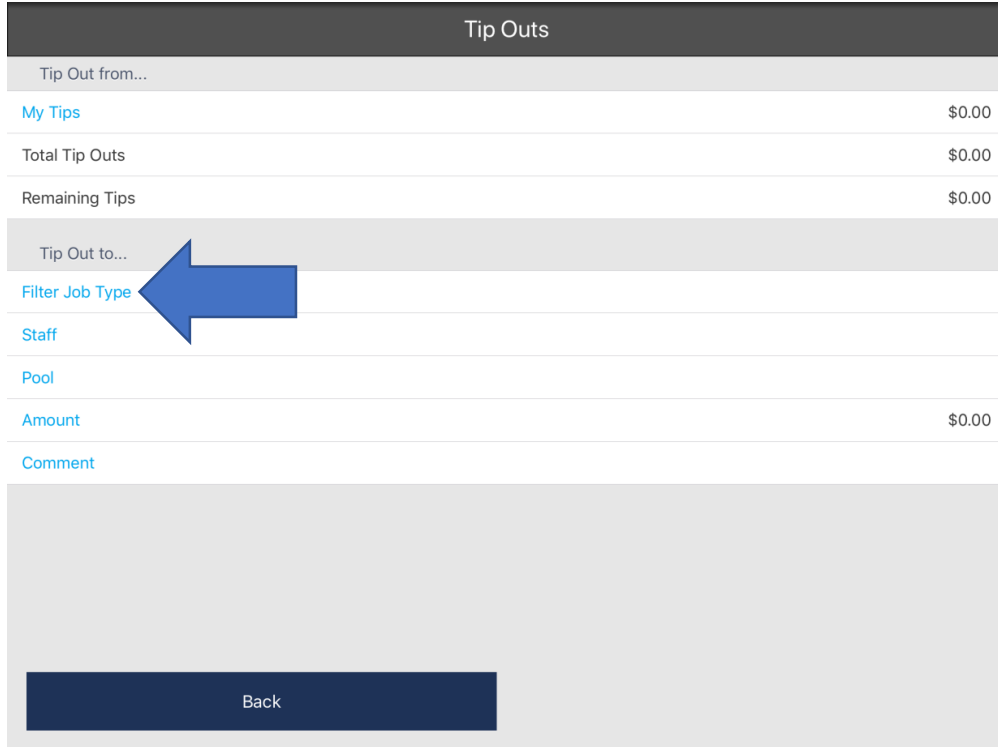 Tip Outs
Tip Out from...
My Tips $0.00
Total Tip Outs $0.00
Remaining Tips $0.00
Tip Out to...
Filter Job Type
Staff
Pool
Amount $0.00
Comment
Back